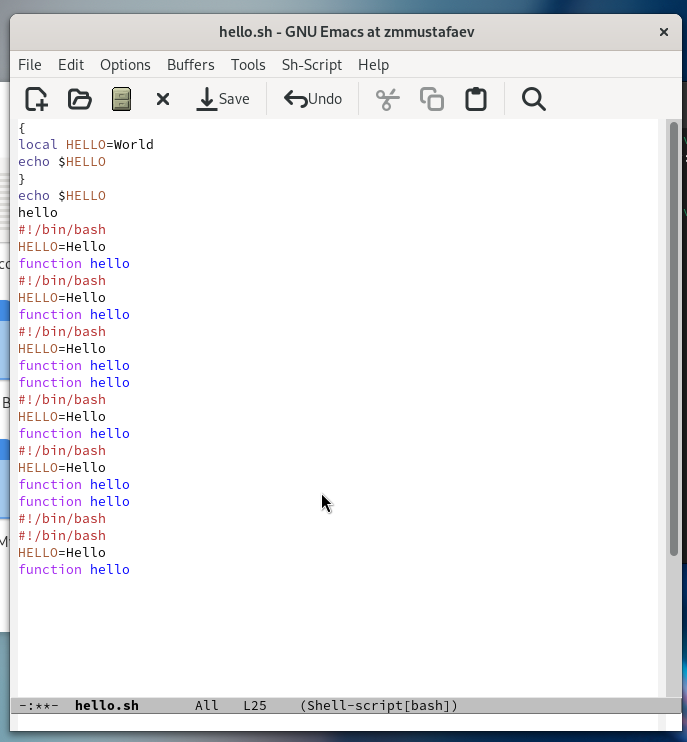 hello.sh - GNU Emacs at zmmustafaev
File Edit Options Buffers Tools Sh-Script Help
Save Undo
{
local HELLO=World
echo $HELLO
}
echo $HELLO
hello
#!/bin/bash
HELLO=Hello
function hello
#!/bin/bash
HELLO=Hello
function hello
#!/bin/bash
HELLO=Hello
function hello
function hello
#!/bin/bash
HELLO=Hello
function hello
#!/bin/bash
HELLO=Hello
function hello
function hello
#!/bin/bash
#!/bin/bash
HELLO=Hello
function hello
-:**- hello.sh All L25 (Shell-script[bash])